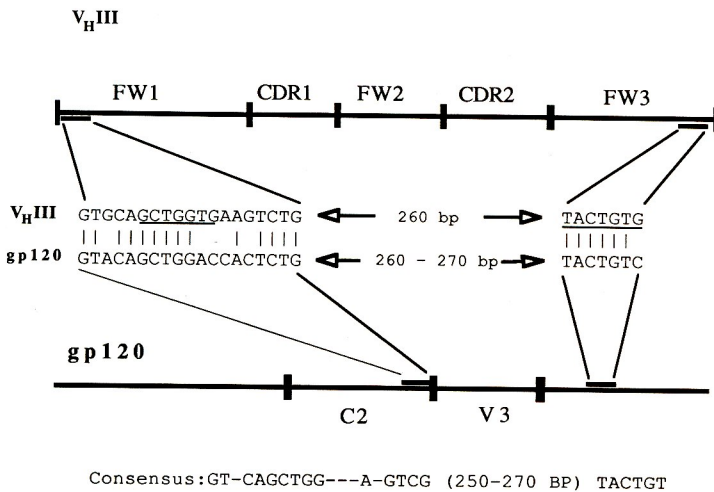 VHIII
FW1 CDR1 FW2 CDR2 FW3
VHIII GTGCAGCTGGTGAAGTCTG 260 bp TACTGTG
gp120 GTACAGCTGGACCACTCTG 260 - 270 bp TACTGTC
gp120
C2 V3
Consensus:GT-CAGCTGG---A-GTCG (250-270 BP) TACTGT